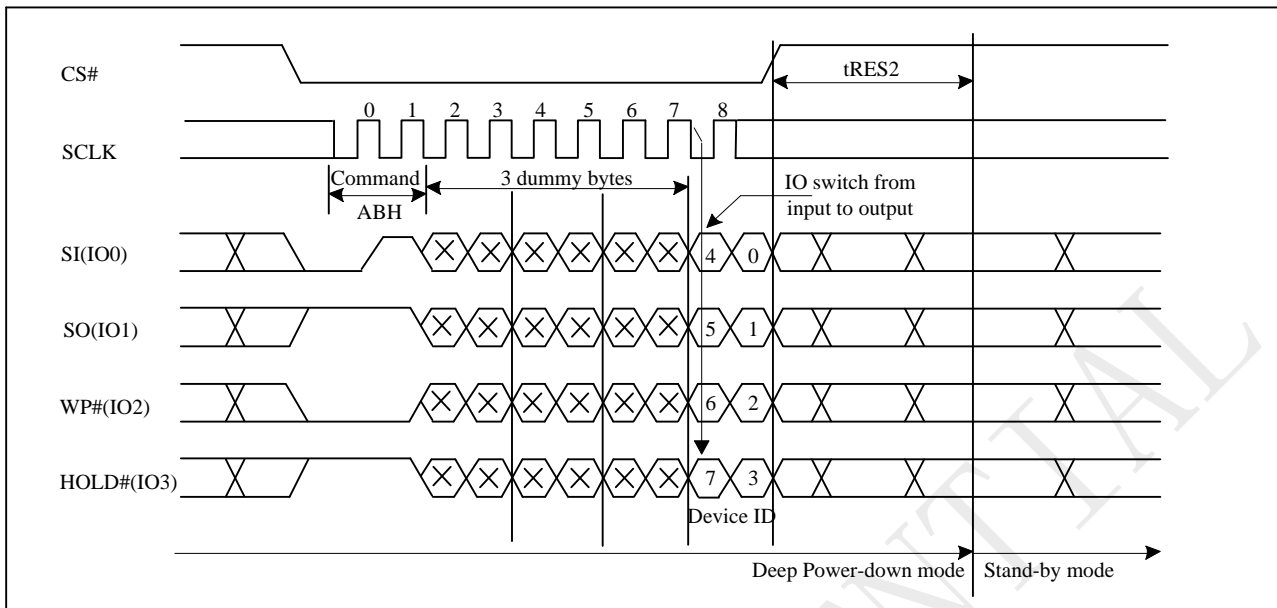 CS#
tRES2
0 1 2 3 4 5 6 7 8
SCLK
Command
ABH
3 dummy bytes
IO switch from
input to output
SI(IO0)
4 0
SO(IO1)
5 1
WP#(IO2)
6 2
HOLD#(IO3)
7 3
Device ID
Deep Power-down mode
Stand-by mode
NTIAL